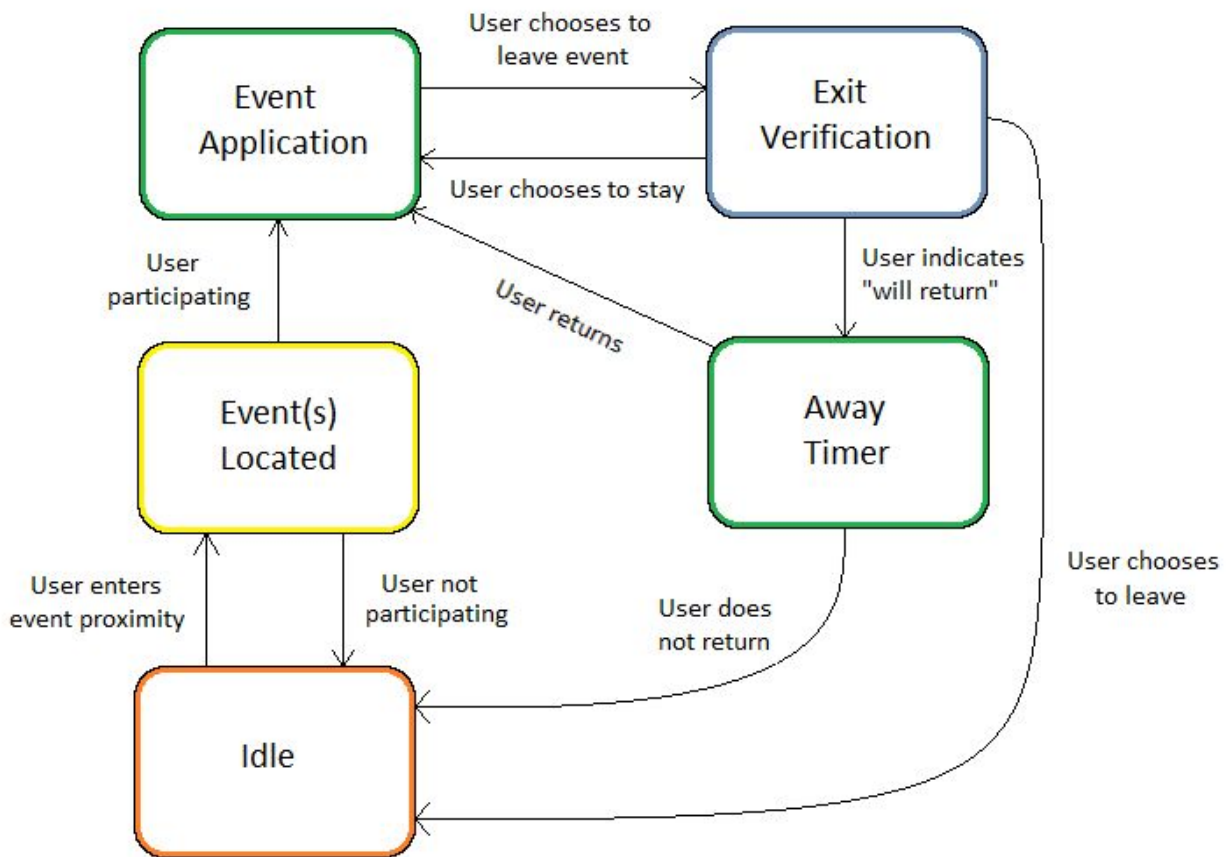 User chooses to
leave event
Event
Application
Exit
Verification
User chooses to stay
User
participating
User returns
User indicates
"will return"
Event(s)
Located
Away
Timer
User enters
event proximity
User not
participating
User does
not return
User chooses
to leave
Idle